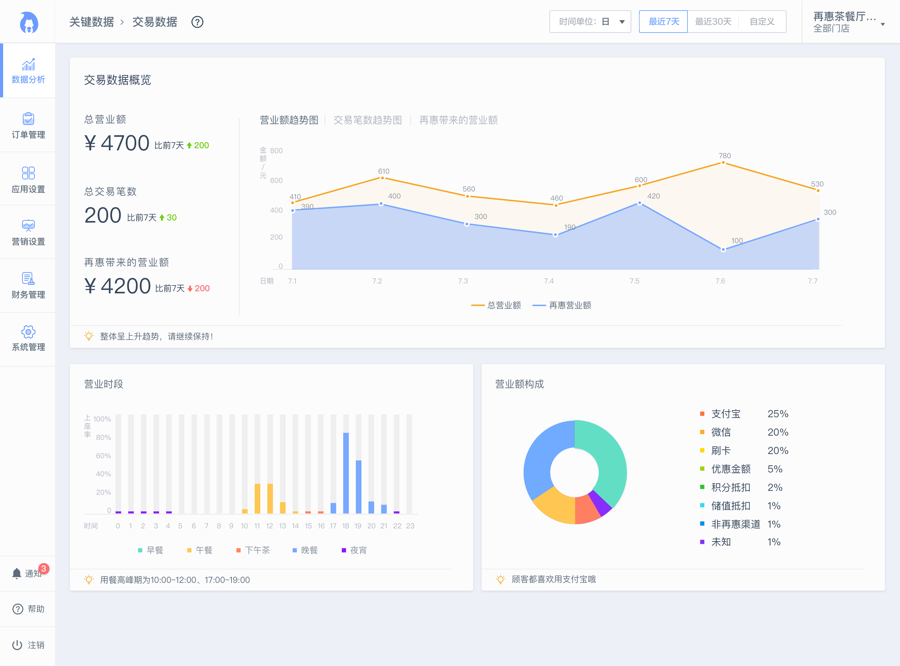 关键数据 › 交易数据 ?
时间单位: 日 最近7天 最近30天 自定义
再惠茶餐厅...
全部门店
数据分析
订单管理
应用设置
营销设置
财务管理
系统管理
通知 3
帮助
注销
交易数据概览
总营业额
¥ 4700 比前7天 200
总交易笔数
200 比前7天 30
再惠带来的营业额
¥ 4200 比前7天 200
营业额趋势图 交易笔数趋势图 再惠带来的营业额
金额/元
800
600
400
200
0
410 610 560 460 600 780 530
390 400 300 190 420 100 300
日期 7.1 7.2 7.3 7.4 7.5 7.6 7.7
总营业额 再惠营业额
整体呈上升趋势，请继续保持!
营业时段
上座率
100%
80%
60%
40%
20%
0
时间 0 1 2 3 4 5 6 7 8 9 10 11 12 13 14 15 16 17 18 19 20 21 22 23
早餐 午餐 下午茶 晚餐 夜宵
用餐高峰期为10:00-12:00、17:00-19:00
营业额构成
支付宝 25%
微信 20%
刷卡 20%
优惠金额 5%
积分抵扣 2%
储值抵扣 1%
非再惠渠道 1%
未知 1%
顾客都喜欢用支付宝哦